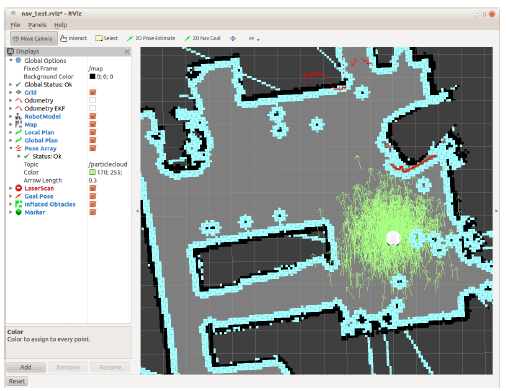 nav_test.rviz* - RViz
File Panels Help
Move Camera Interact Select 2D Pose Estimate 2D Nav Goal
Displays
Global Options
Fixed Frame /map
Background Color 0; 0; 0
Global Status: Ok
Grid
Odometry
Odometry EKF
RobotModel
Map
Local Plan
Global Plan
Pose Array
Status: Ok
Topic /particlecloud
Color 170; 255;
Arrow Length 0.3
LaserScan
Goal Pose
Inflated Obstacles
Marker
Color
Color to assign to every point.
Add Remove Rename
Reset